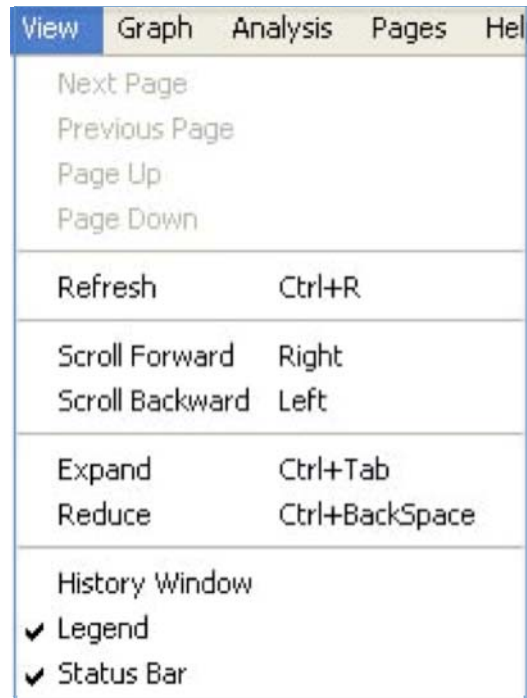 View Graph Analysis Pages Hel
Next Page
Previous Page
Page Up
Page Down
Refresh Ctrl+R
Scroll Forward Right
Scroll Backward Left
Expand Ctrl+Tab
Reduce Ctrl+BackSpace
History Window
Legend
Status Bar